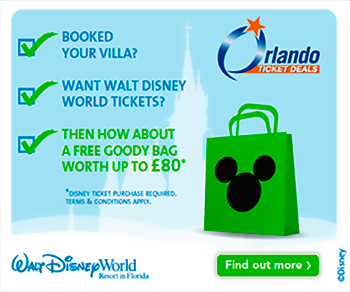 BOOKED
YOUR VILLA?
Orlando
TICKET DEALS
WANT WALT DISNEY
WORLD TICKETS?
THEN HOW ABOUT
A FREE GOODY BAG
WORTH UP TO £80*
*DISNEY TICKET PURCHASE REQUIRED.
TERMS & CONDITIONS APPLY.
WALT DISNEY World
Resort in Florida
Find out more >
©Disney